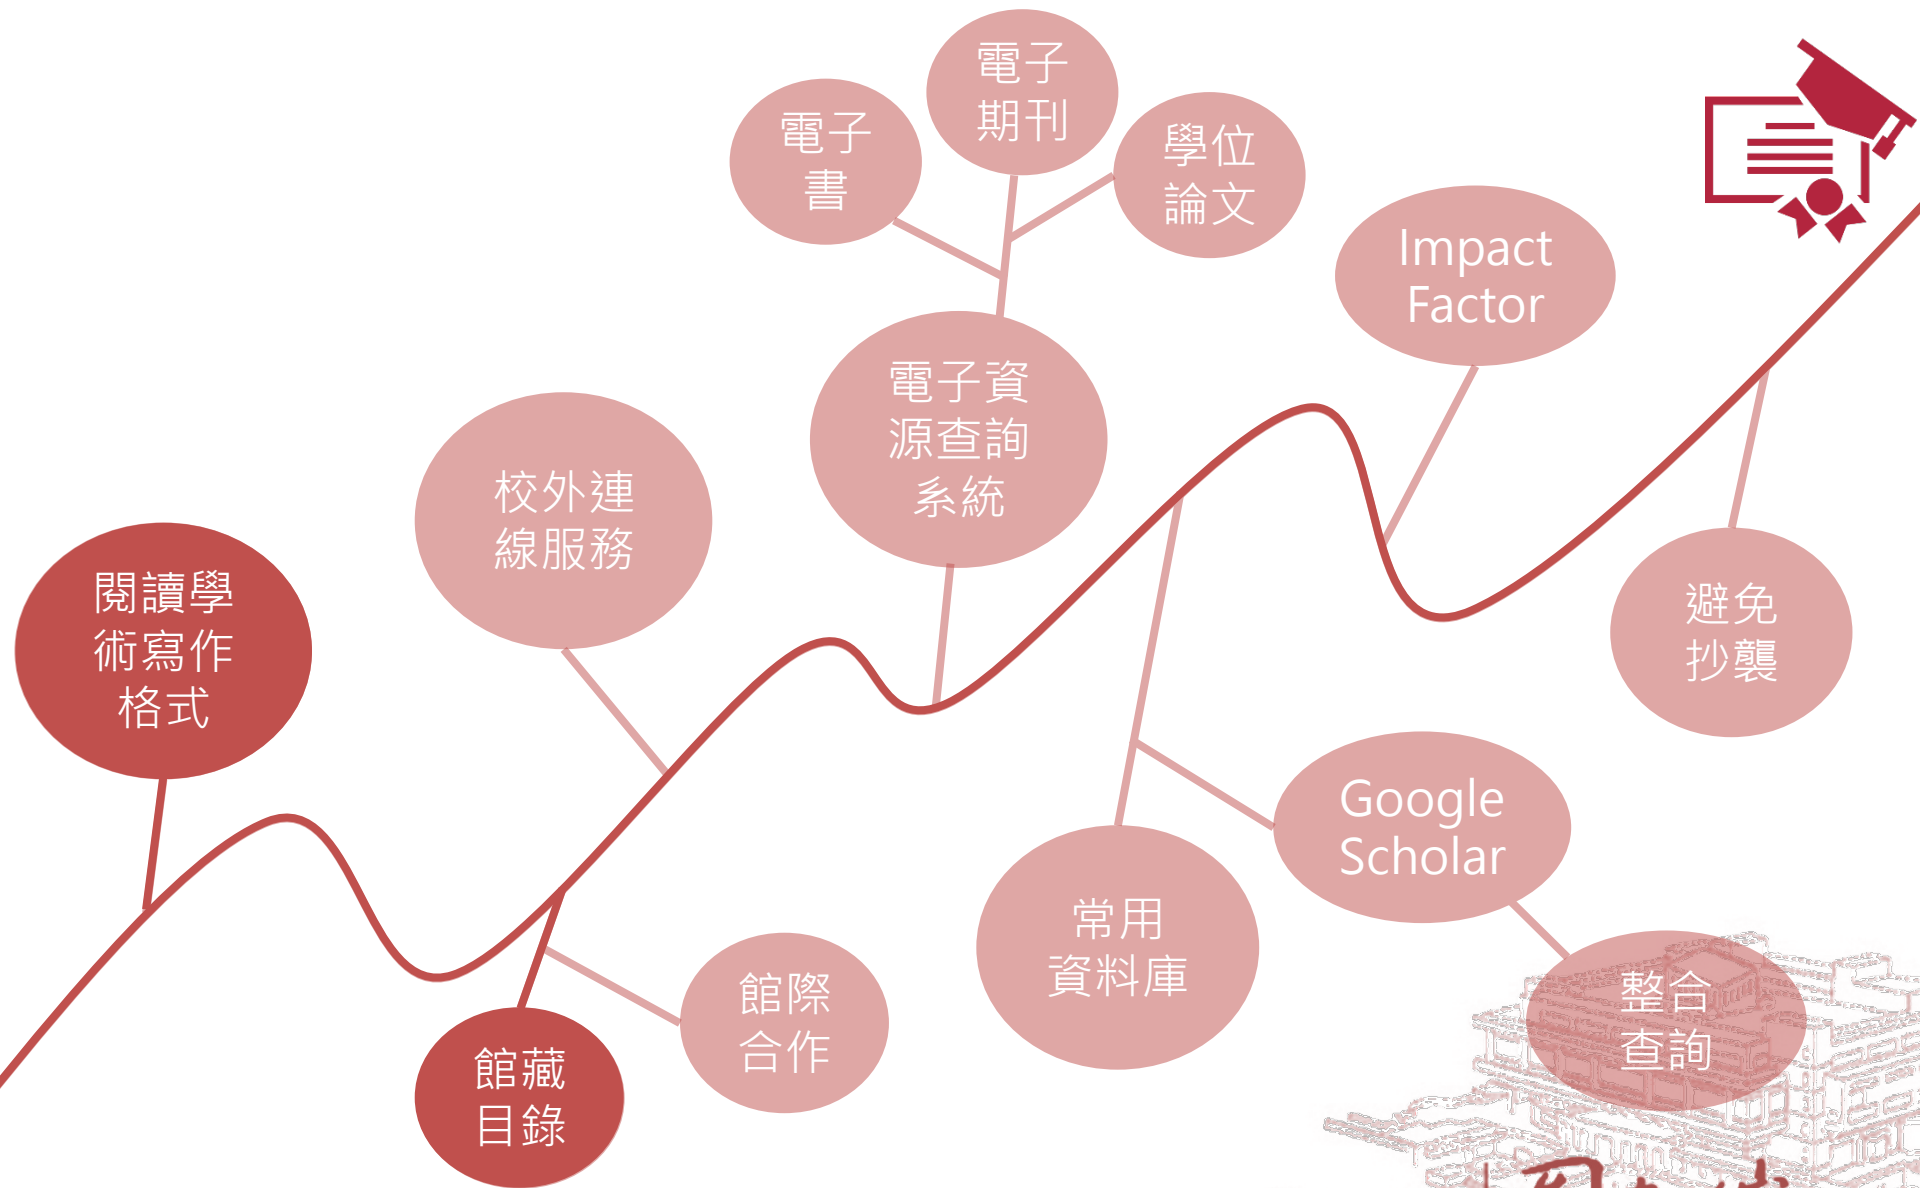 閱讀學
術寫作
格式
館藏
目錄
館際
合作
校外連
線服務
電子資
源查詢
系統
電子
書
電子
期刊
學位
論文
常用
資料庫
Google
Scholar
整合
查詢
Impact
Factor
避免
抄襲